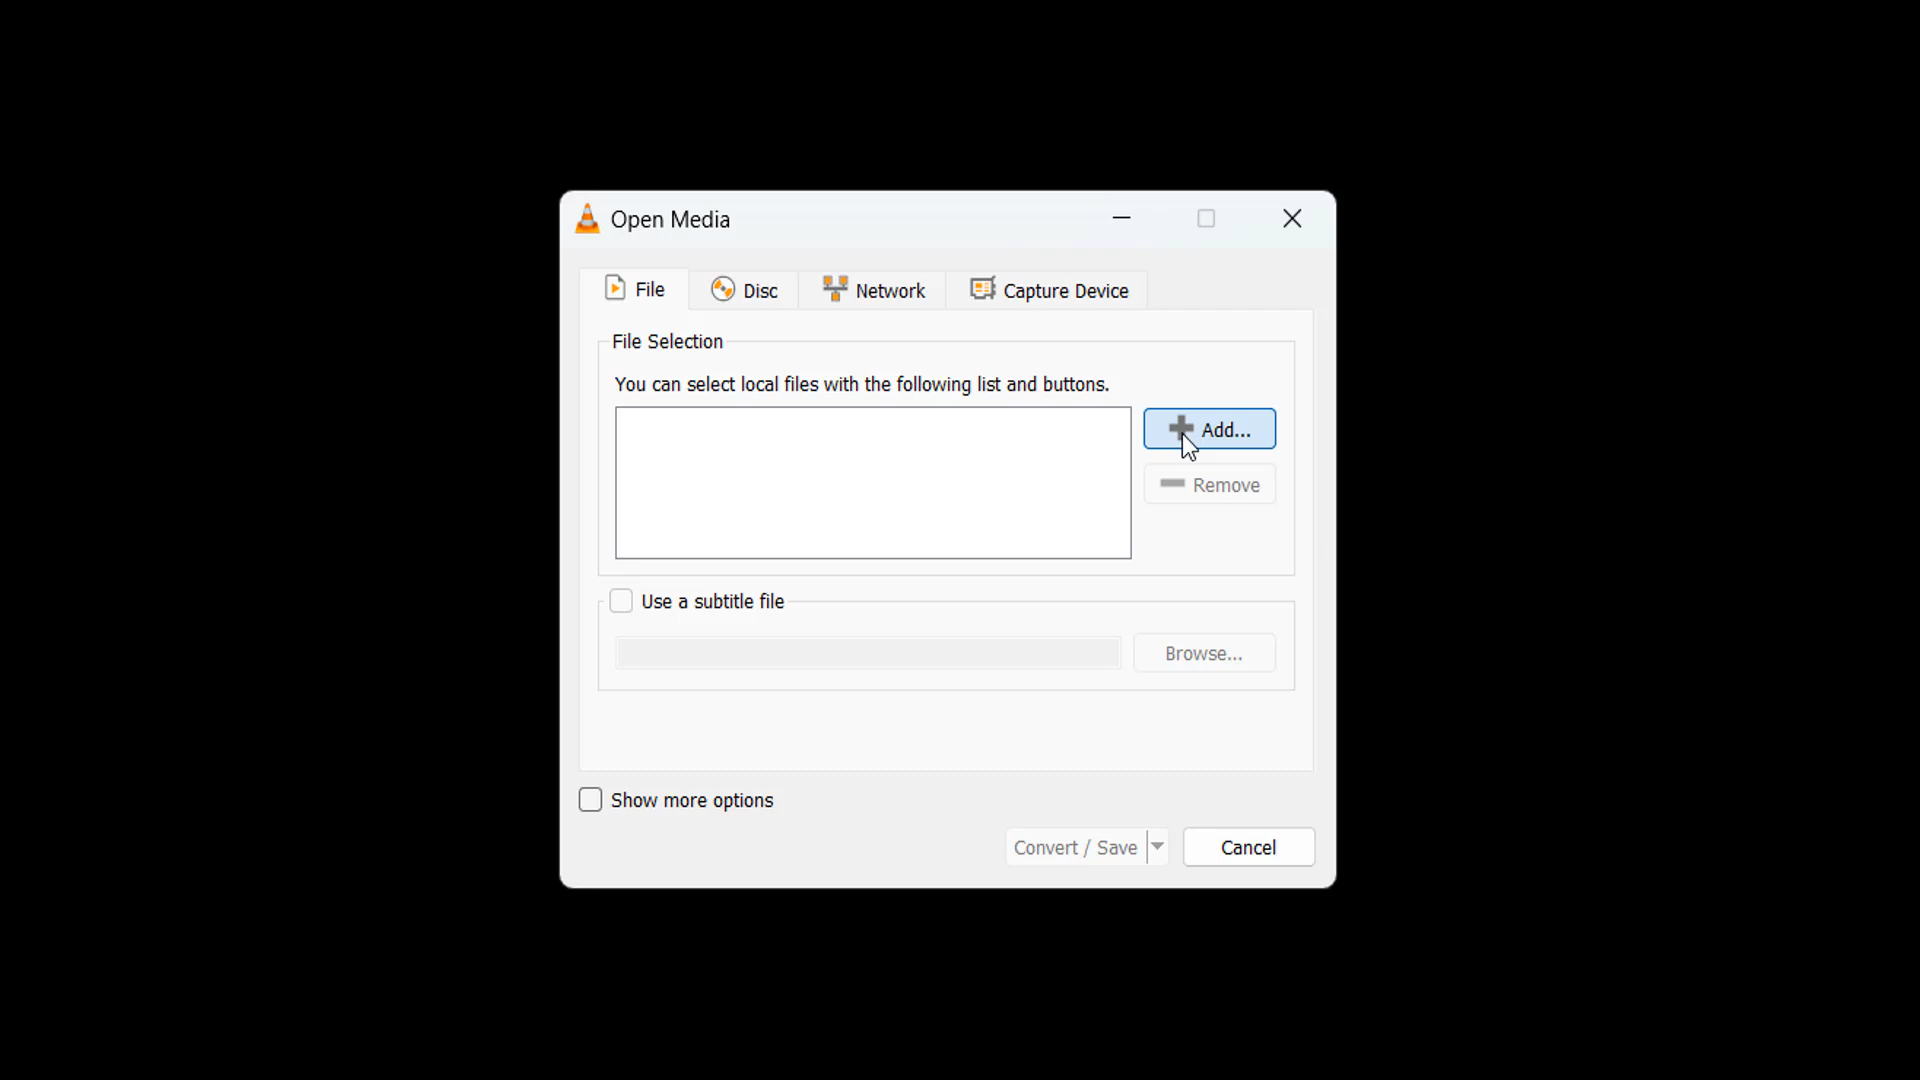 Open Media
File Disc Network Capture Device
File Selection
You can select local files with the following list and buttons.
Add...
Remove
Use a subtitle file
Browse...
Show more options
Convert / Save Cancel